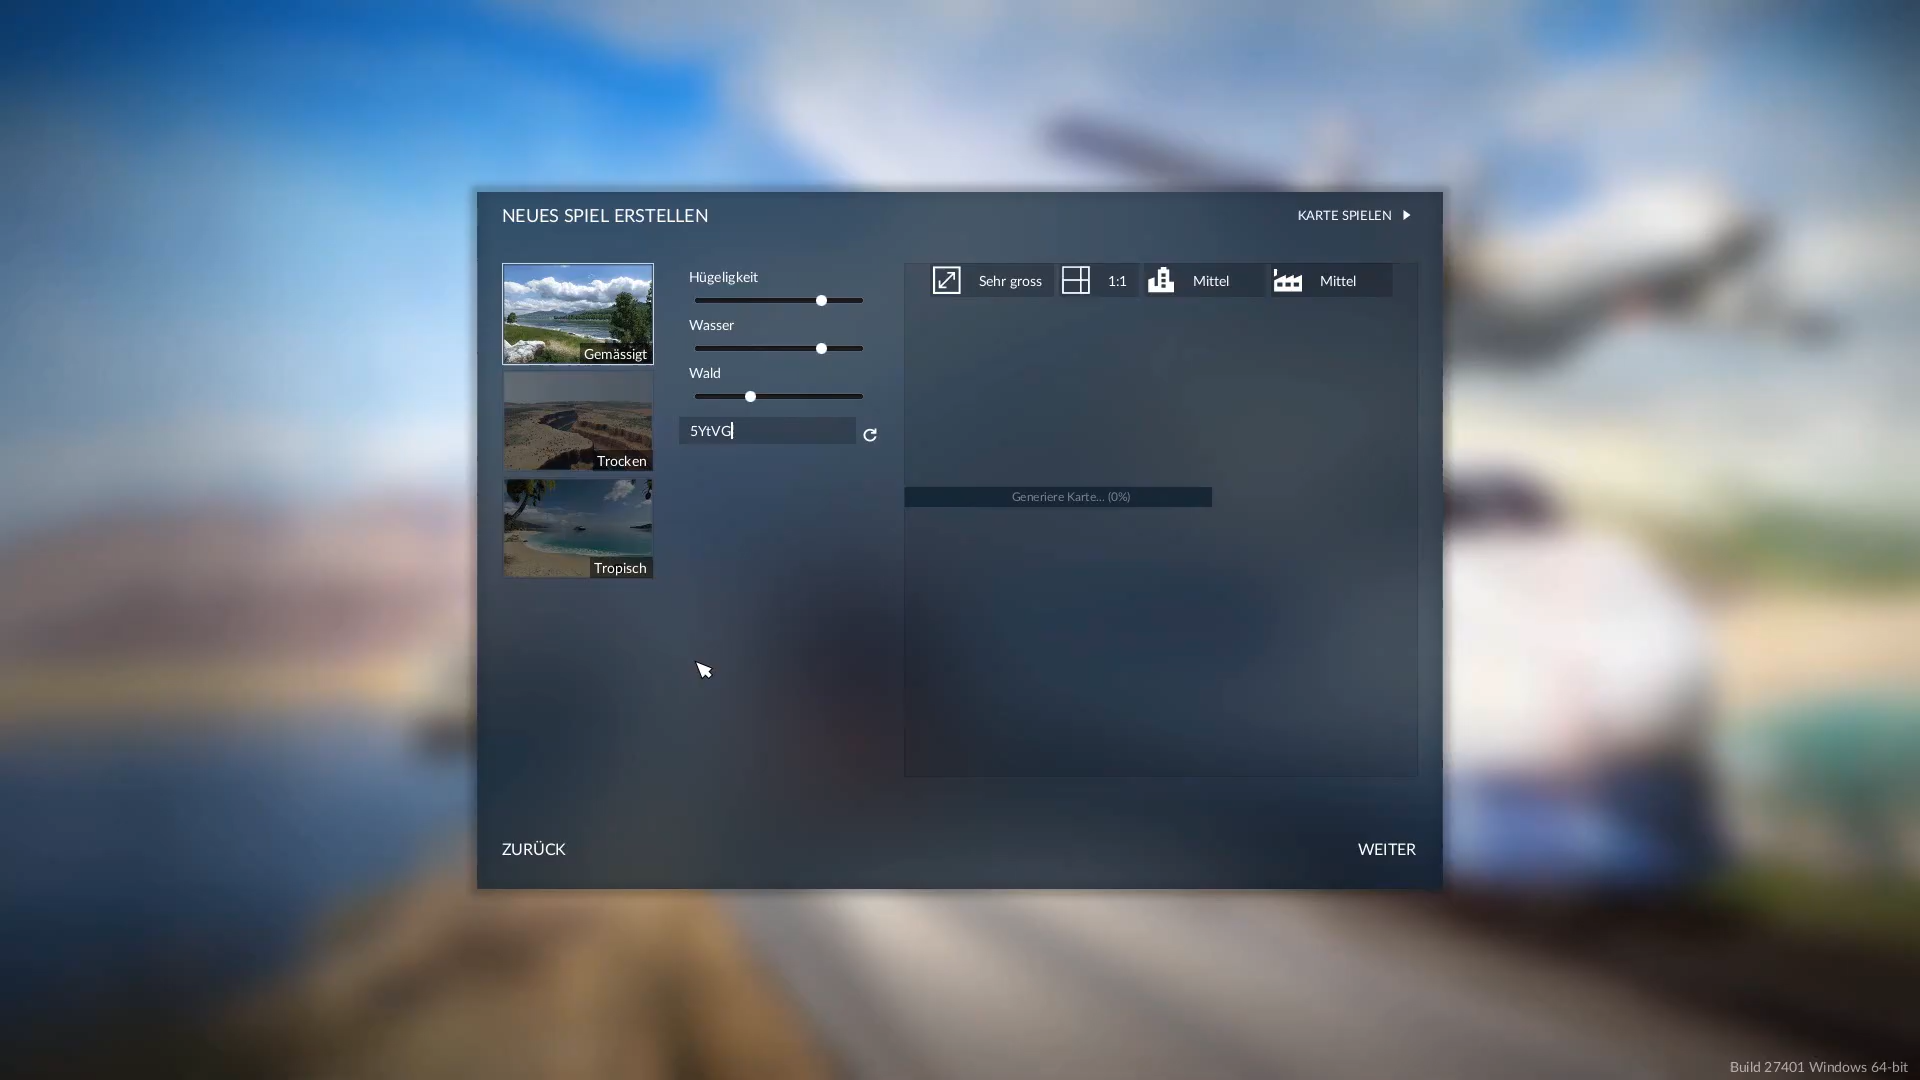 NEUES SPIEL ERSTELLEN
KARTE SPIELEN
Gemässigt
Trocken
Tropisch
Hügeligkeit
Wasser
Wald
5YtVG
Sehr gross
1:1
Mittel
Mittel
Generiere Karte... (0%)
ZURÜCK
WEITER
Build 27401 Windows 64-bit